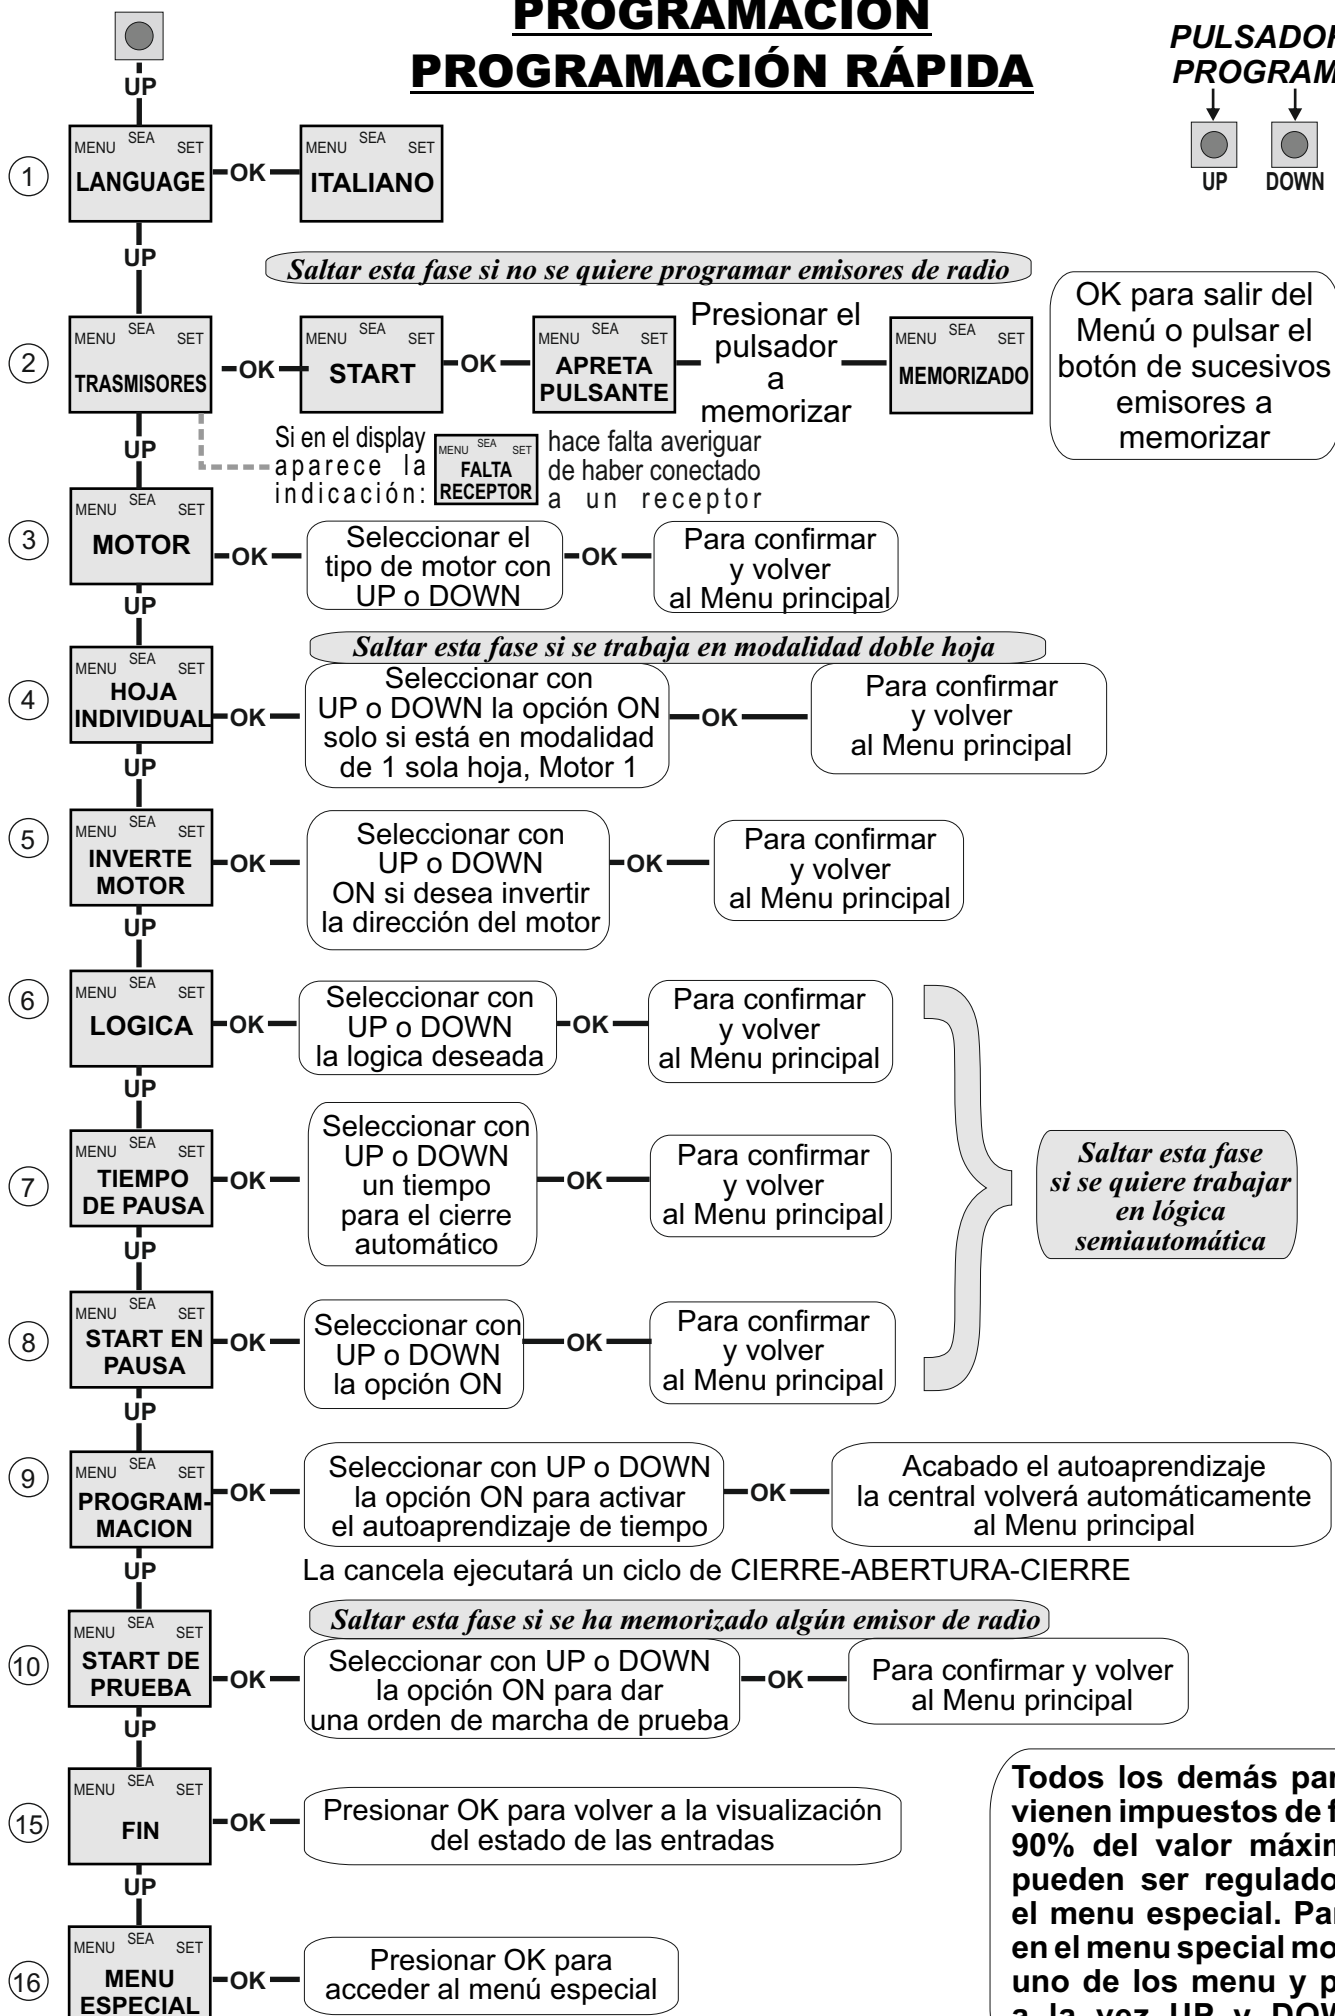 PROGRAMACIÓN
PROGRAMACIÓN RÁPIDA
UP
UP DOWN
1
MENU SEA SET
LANGUAGE
OK
MENU SEA SET
ITALIANO
UP
Saltar esta fase si no se quiere programar emisores de radio
2
MENU SEA SET
TRASMISORES
OK
MENU SEA SET
START
OK
MENU SEA SET
APRETA
PULSANTE
Presionar el
pulsador
a
memorizar
MENU SEA SET
MEMORIZADO
OK para salir del
Menú o pulsar el
botón de sucesivos
emisores a
memorizar
UP
Si en el display
aparece la
indicación:
MENU SEA SET
FALTA
RECEPTOR
hace falta averiguar
de haber conectado
a un receptor
3
MENU SEA SET
MOTOR
OK
Seleccionar el
tipo de motor con
UP o DOWN
OK
Para confirmar
y volver
al Menu principal
UP
Saltar esta fase si se trabaja en modalidad doble hoja
4
MENU SEA SET
HOJA
INDIVIDUAL
OK
Seleccionar con
UP o DOWN la opción ON
solo si está en modalidad
de 1 sola hoja, Motor 1
OK
Para confirmar
y volver
al Menu principal
UP
5
MENU SEA SET
INVERTE
MOTOR
OK
Seleccionar con
UP o DOWN
ON si desea invertir
la dirección del motor
OK
Para confirmar
y volver
al Menu principal
UP
6
MENU SEA SET
LOGICA
OK
Seleccionar con
UP o DOWN
la logica deseada
OK
Para confirmar
y volver
al Menu principal
UP
7
MENU SEA SET
TIEMPO
DE PAUSA
OK
Seleccionar con
UP o DOWN
un tiempo
para el cierre
automático
OK
Para confirmar
y volver
al Menu principal
Saltar esta fase
si se quiere trabajar
en lógica
semiautomática
UP
8
MENU SEA SET
START EN
PAUSA
OK
Seleccionar con
UP o DOWN
la opción ON
OK
Para confirmar
y volver
al Menu principal
UP
9
MENU SEA SET
PROGRAM-
MACION
OK
Seleccionar con UP o DOWN
la opción ON para activar
el autoaprendizaje de tiempo
OK
Acabado el autoaprendizaje
la central volverá automáticamente
al Menu principal
UP
La cancela ejecutará un ciclo de CIERRE-ABERTURA-CIERRE
Saltar esta fase si se ha memorizado algún emisor de radio
10
MENU SEA SET
START DE
PRUEBA
OK
Seleccionar con UP o DOWN
la opción ON para dar
una orden de marcha de prueba
OK
Para confirmar y volver
al Menu principal
UP
15
MENU SEA SET
FIN
OK
Presionar OK para volver a la visualización
del estado de las entradas
UP
16
MENU SEA SET
MENU
ESPECIAL
OK
Presionar OK para
acceder al menú especial
Todos los demás
vienen impuestos de
90% del valor
pueden ser
el menu especial.
en el menu special
uno de los menu y
a la vez UP y